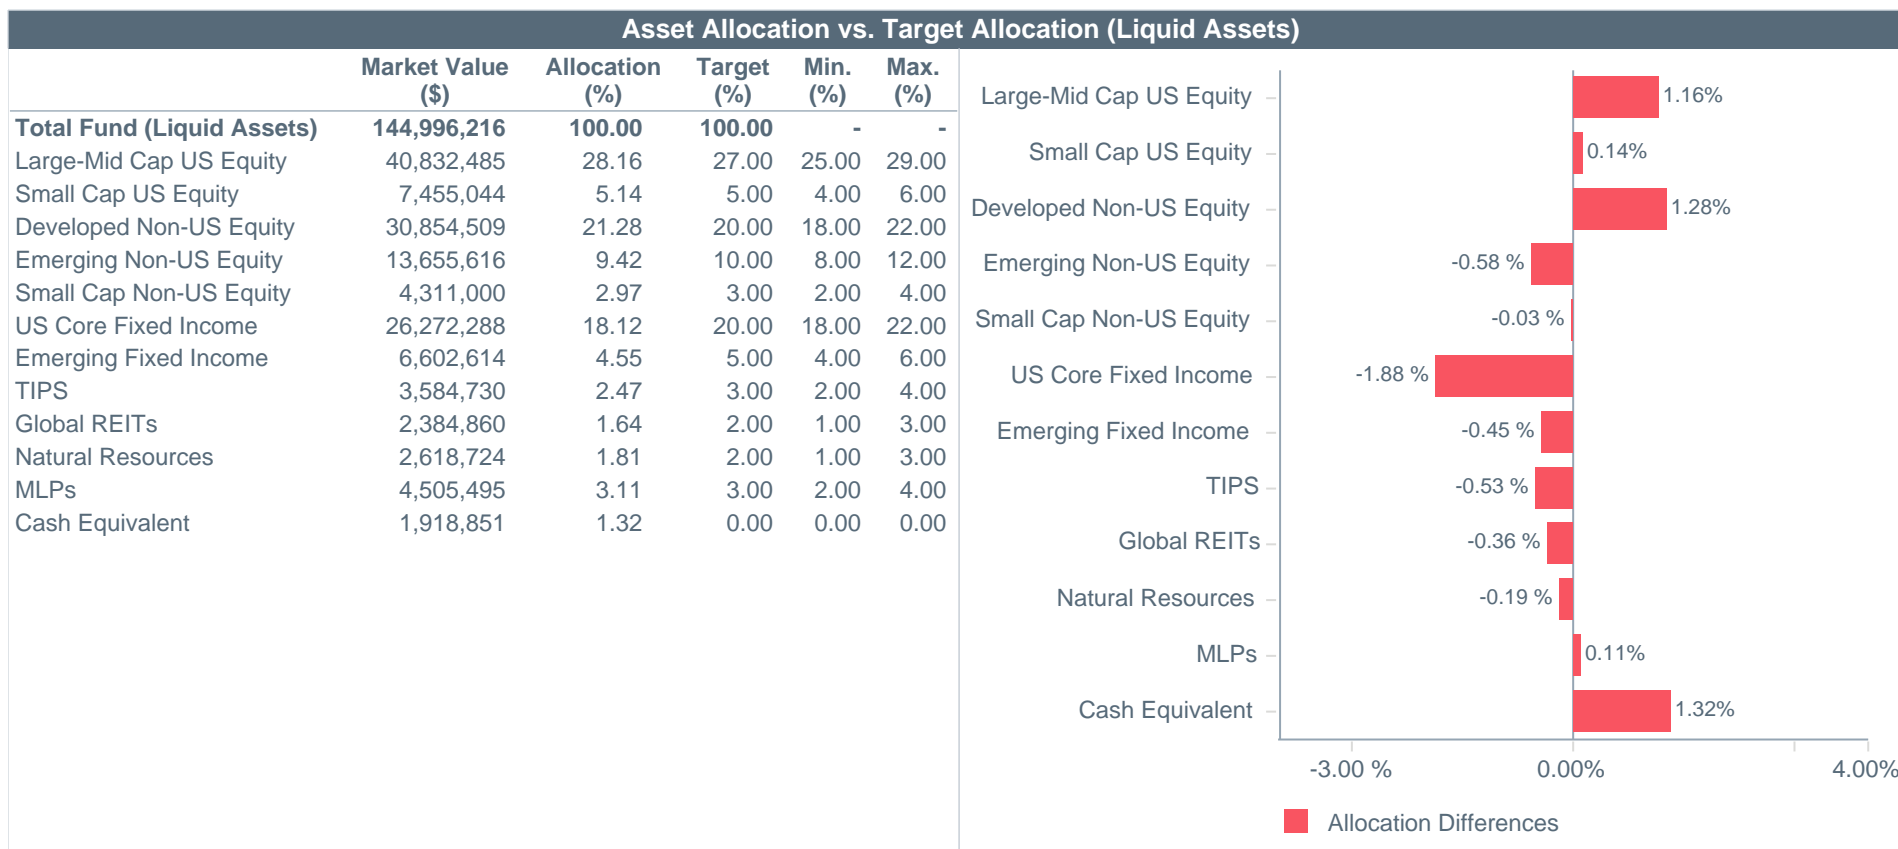 Asset Allocation vs. Target Allocation (Liquid Assets)
Market Value ($) Allocation (%) Target (%) Min. (%) Max. (%)
Total Fund (Liquid Assets) 144,996,216 100.00 100.00 - -
Large-Mid Cap US Equity 40,832,485 28.16 27.00 25.00 29.00
Small Cap US Equity 7,455,044 5.14 5.00 4.00 6.00
Developed Non-US Equity 30,854,509 21.28 20.00 18.00 22.00
Emerging Non-US Equity 13,655,616 9.42 10.00 8.00 12.00
Small Cap Non-US Equity 4,311,000 2.97 3.00 2.00 4.00
US Core Fixed Income 26,272,288 18.12 20.00 18.00 22.00
Emerging Fixed Income 6,602,614 4.55 5.00 4.00 6.00
TIPS 3,584,730 2.47 3.00 2.00 4.00
Global REITs 2,384,860 1.64 2.00 1.00 3.00
Natural Resources 2,618,724 1.81 2.00 1.00 3.00
MLPs 4,505,495 3.11 3.00 2.00 4.00
Cash Equivalent 1,918,851 1.32 0.00 0.00 0.00
Large-Mid Cap US Equity 1.16%
Small Cap US Equity 0.14%
Developed Non-US Equity 1.28%
Emerging Non-US Equity -0.58 %
Small Cap Non-US Equity -0.03 %
US Core Fixed Income -1.88 %
Emerging Fixed Income -0.45 %
TIPS -0.53 %
Global REITs -0.36 %
Natural Resources -0.19 %
MLPs 0.11%
Cash Equivalent 1.32%
-3.00 % 0.00% 4.00%
Allocation Differences